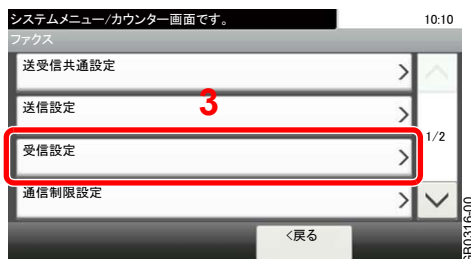 システムメニュー/カウンター画面です。 10:10
ファクス
送受信共通設定
送信設定
3
受信設定
1/2
通信制限設定
<戻る
GB0316-00